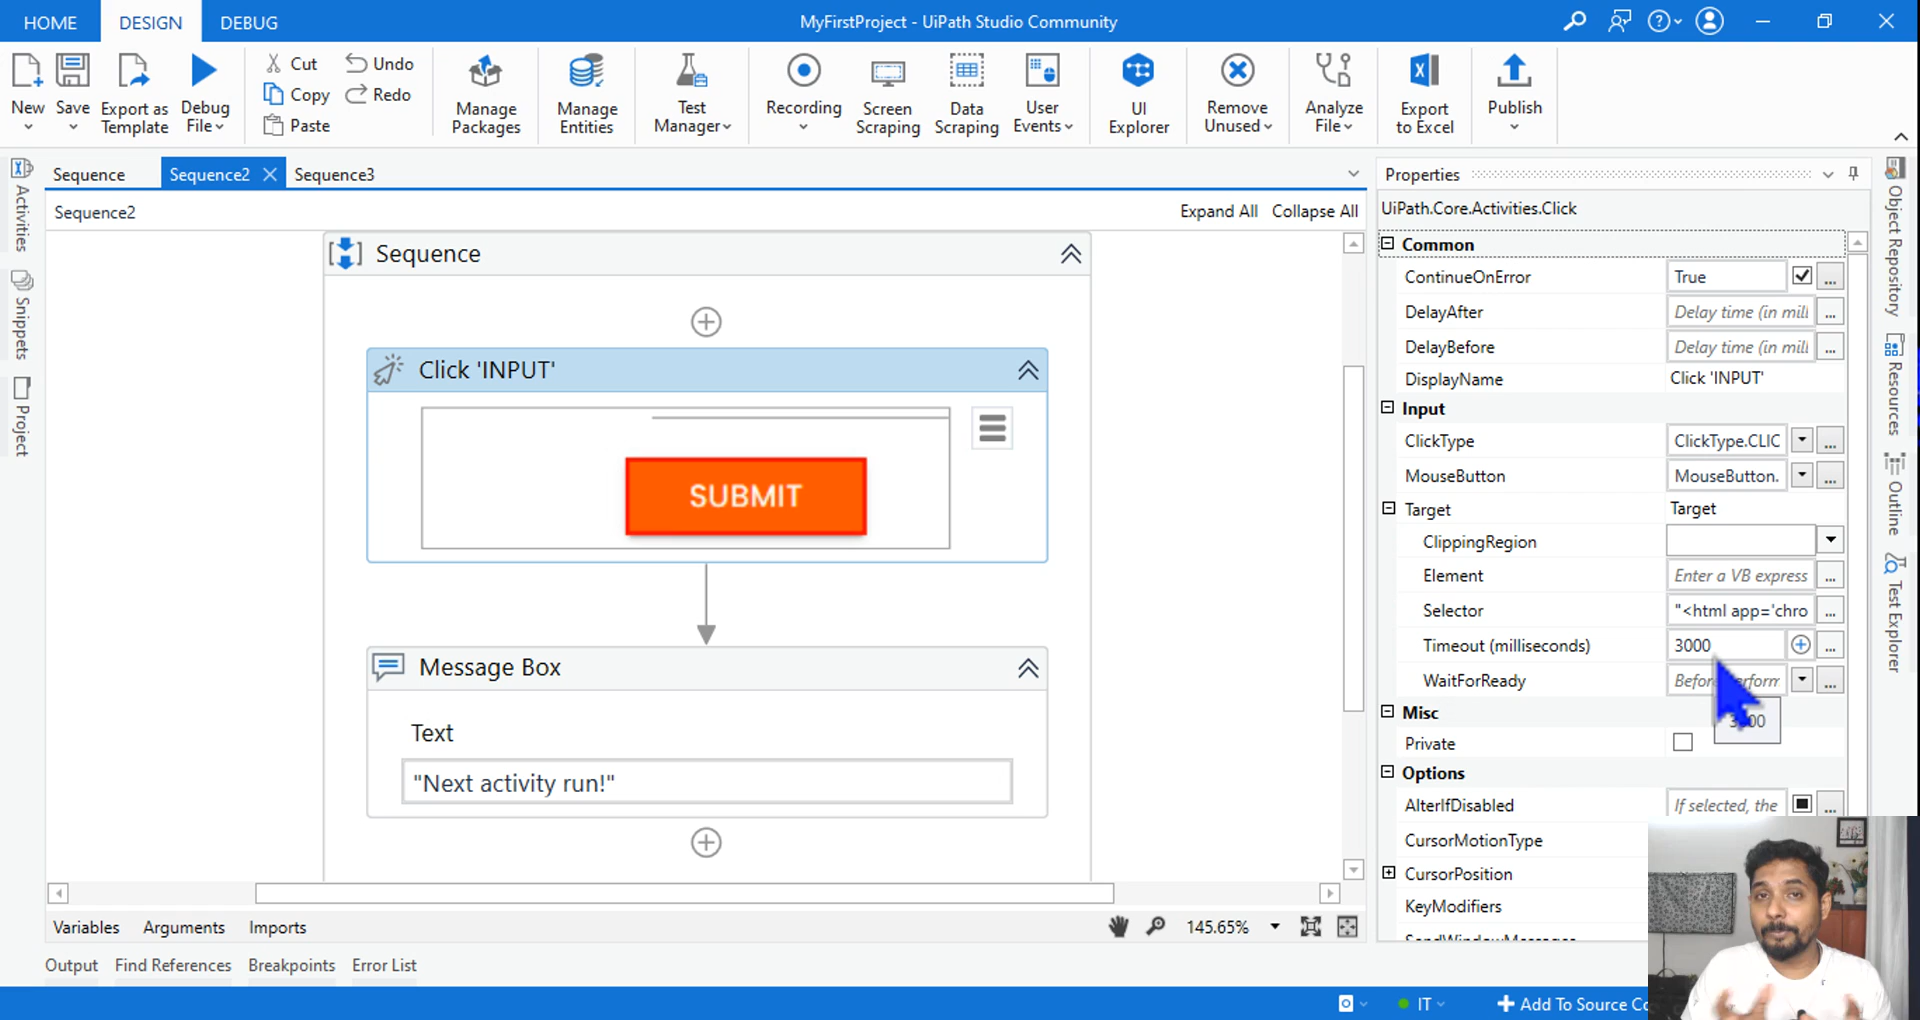 HOME
DESIGN
DEBUG
MyFirstProject - UiPath Studio Community
New
Save
Export as
Template
Debug
File
Cut
Copy
Paste
Undo
Redo
Manage
Packages
Manage
Entities
Test
Manager
Recording
Screen
Scraping
Data
Scraping
User
Events
UI
Explorer
Remove
Unused
Analyze
File
Export
to Excel
Publish
Activities
Snippets
Project
Sequence
Sequence2
Sequence3
Sequence2
Expand All
Collapse All
Sequence
Click 'INPUT'
SUBMIT
Message Box
Text
"Next activity run!"
Variables
Arguments
Imports
145.65%
Output
Find References
Breakpoints
Error List
Properties
UiPath.Core.Activities.Click
Common
ContinueOnError
True
...
DelayAfter
Delay time (in mill
...
DelayBefore
Delay time (in mill
...
DisplayName
Click 'INPUT'
Input
ClickType
ClickType.CLIC
...
MouseButton
MouseButton.
...
Target
Target
ClippingRegion
Element
Enter a VB express
...
Selector
"<html app='chro
...
Timeout (milliseconds)
3000
...
WaitForReady
...
Misc
Private
Options
AlterIfDisabled
If selected, the
...
CursorMotionType
CursorPosition
KeyModifiers
Object Repository
Resources
Outline
Test Explorer
IT
Add To Source Co